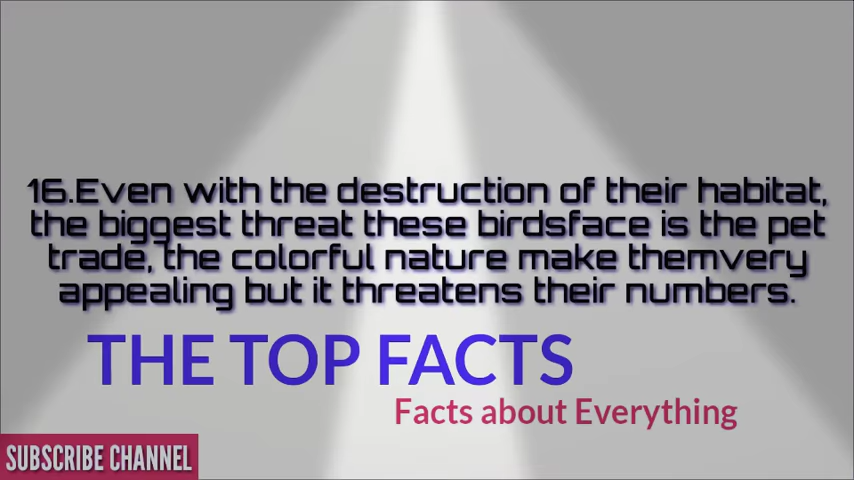 16.Even with the destruction of their habitat,
the biggest threat these birdsface is the pet
trade, the colorful nature make themvery
appealing but it threatens their numbers.
THE TOP FACTS
Facts about Everything
SUBSCRIBE CHANNEL